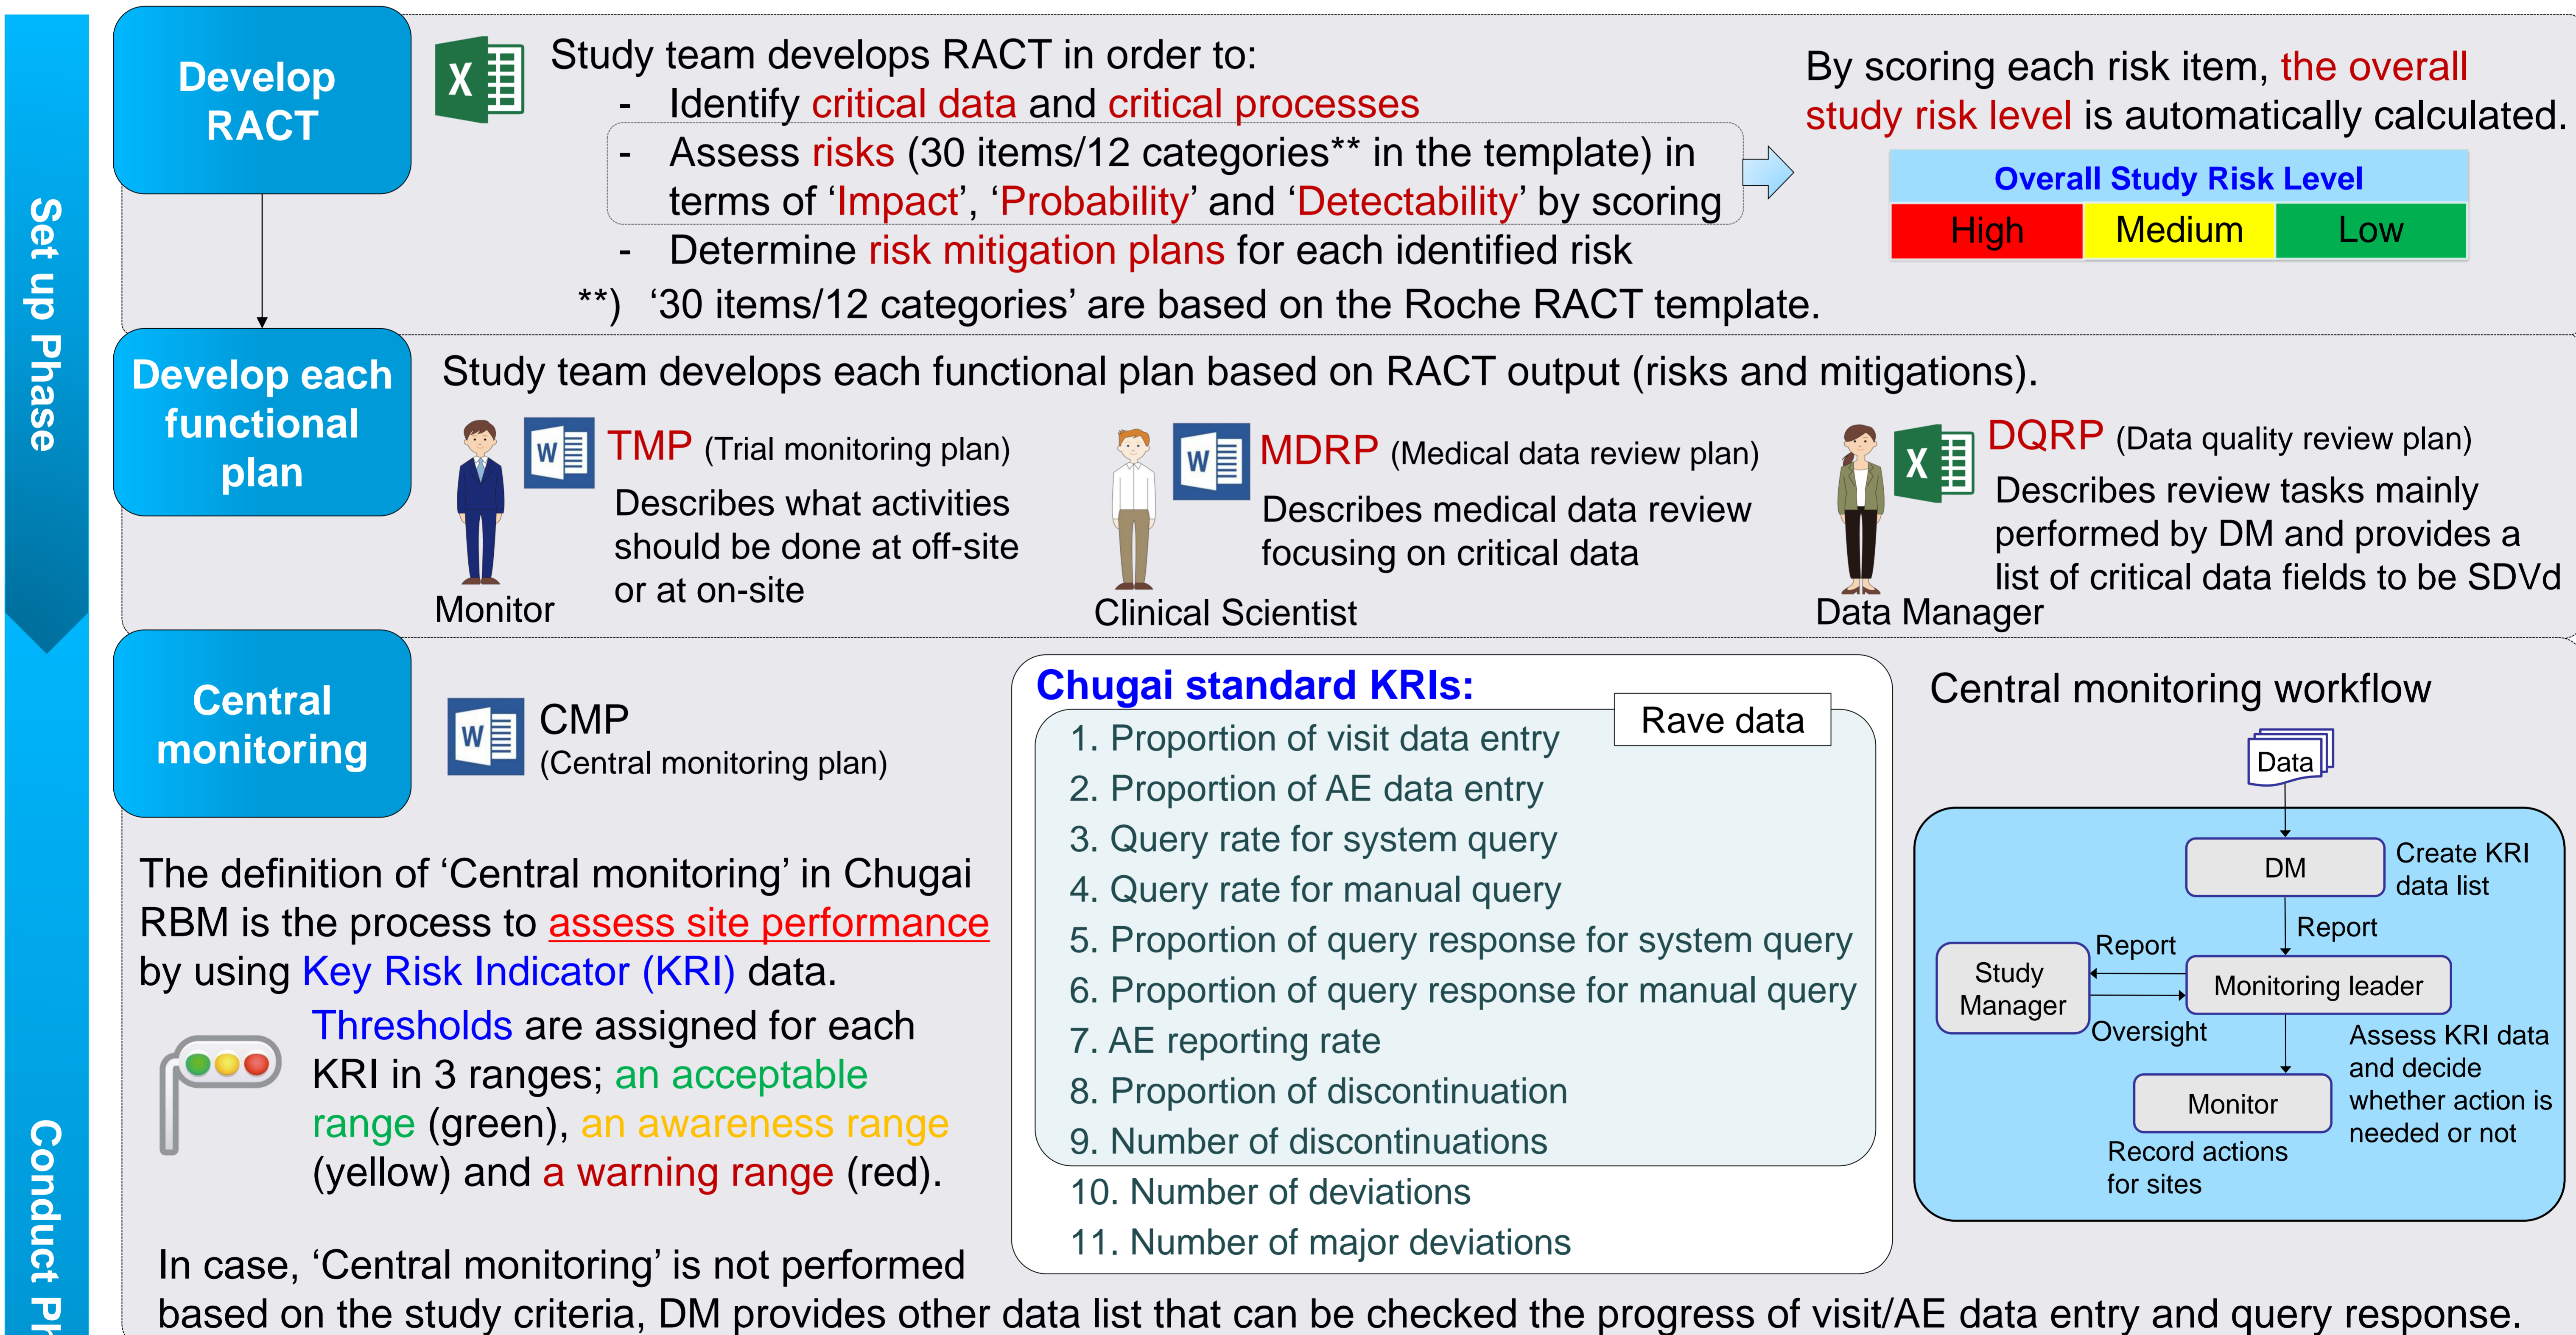 Set up Phase
Develop
RACT
Study team develops RACT in order to:
- Identify critical data and critical processes
- Assess risks (30 items/12 categories** in the template) in
terms of ‘Impact’, ‘Probability’ and ‘Detectability’ by scoring
- Determine risk mitigation plans for each identified risk
**) ‘30 items/12 categories’ are based on the Roche RACT template.
By scoring each risk item, the overall
study risk level is automatically calculated.
Overall Study Risk Level
High Medium Low
Develop each
functional
plan
Study team develops each functional plan based on RACT output (risks and mitigations).
TMP (Trial monitoring plan)
Describes what activities
should be done at off-site
or at on-site
Monitor
MDRP (Medical data review plan)
Describes medical data review
focusing on critical data
Clinical Scientist
DQRP (Data quality review plan)
Describes review tasks mainly
performed by DM and provides a
list of critical data fields to be SDVd
Data Manager
Conduct
Central
monitoring
CMP
(Central monitoring plan)
The definition of ‘Central monitoring’ in Chugai
RBM is the process to assess site performance
by using Key Risk Indicator (KRI) data.
Thresholds are assigned for each
KRI in 3 ranges; an acceptable
range (green), an awareness range
(yellow) and a warning range (red).
Chugai standard KRIs:
Rave data
1. Proportion of visit data entry
2. Proportion of AE data entry
3. Query rate for system query
4. Query rate for manual query
5. Proportion of query response for system query
6. Proportion of query response for manual query
7. AE reporting rate
8. Proportion of discontinuation
9. Number of discontinuations
10. Number of deviations
11. Number of major deviations
Central monitoring workflow
Data
DM
Create KRI
data list
Report
Report
Study
Manager
Monitoring leader
Oversight
Assess KRI data
and decide
whether action is
needed or not
Monitor
Record actions
for sites
In case, ‘Central monitoring’ is not performed
based on the study criteria, DM provides other data list that can be checked the progress of visit/AE data entry and query response.